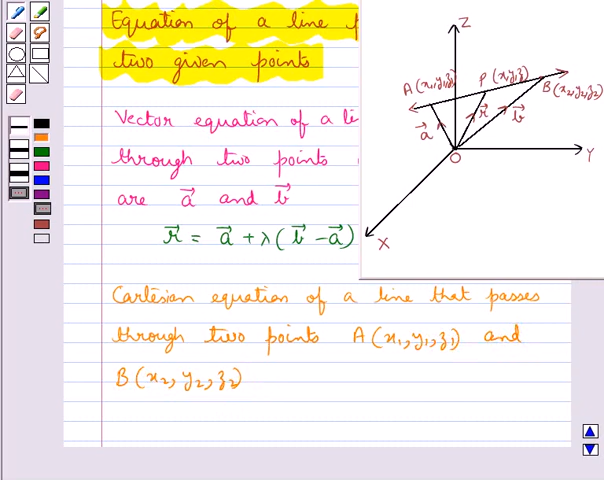 Equation of a line
two given points
Vector equation of a
through two points
are a⃗ and b⃗
r⃗ = a⃗ + λ(b⃗ - a⃗)
Cartesian equation of a line that passes
through two points A(x₁,y₁,z₁) and
B(x₂,y₂,z₂)
Z
A(x₁,y₁,z₁) P(x,y,z)
B(x₂,y₂,z₂)
a⃗ r⃗ b⃗
O
Y
X